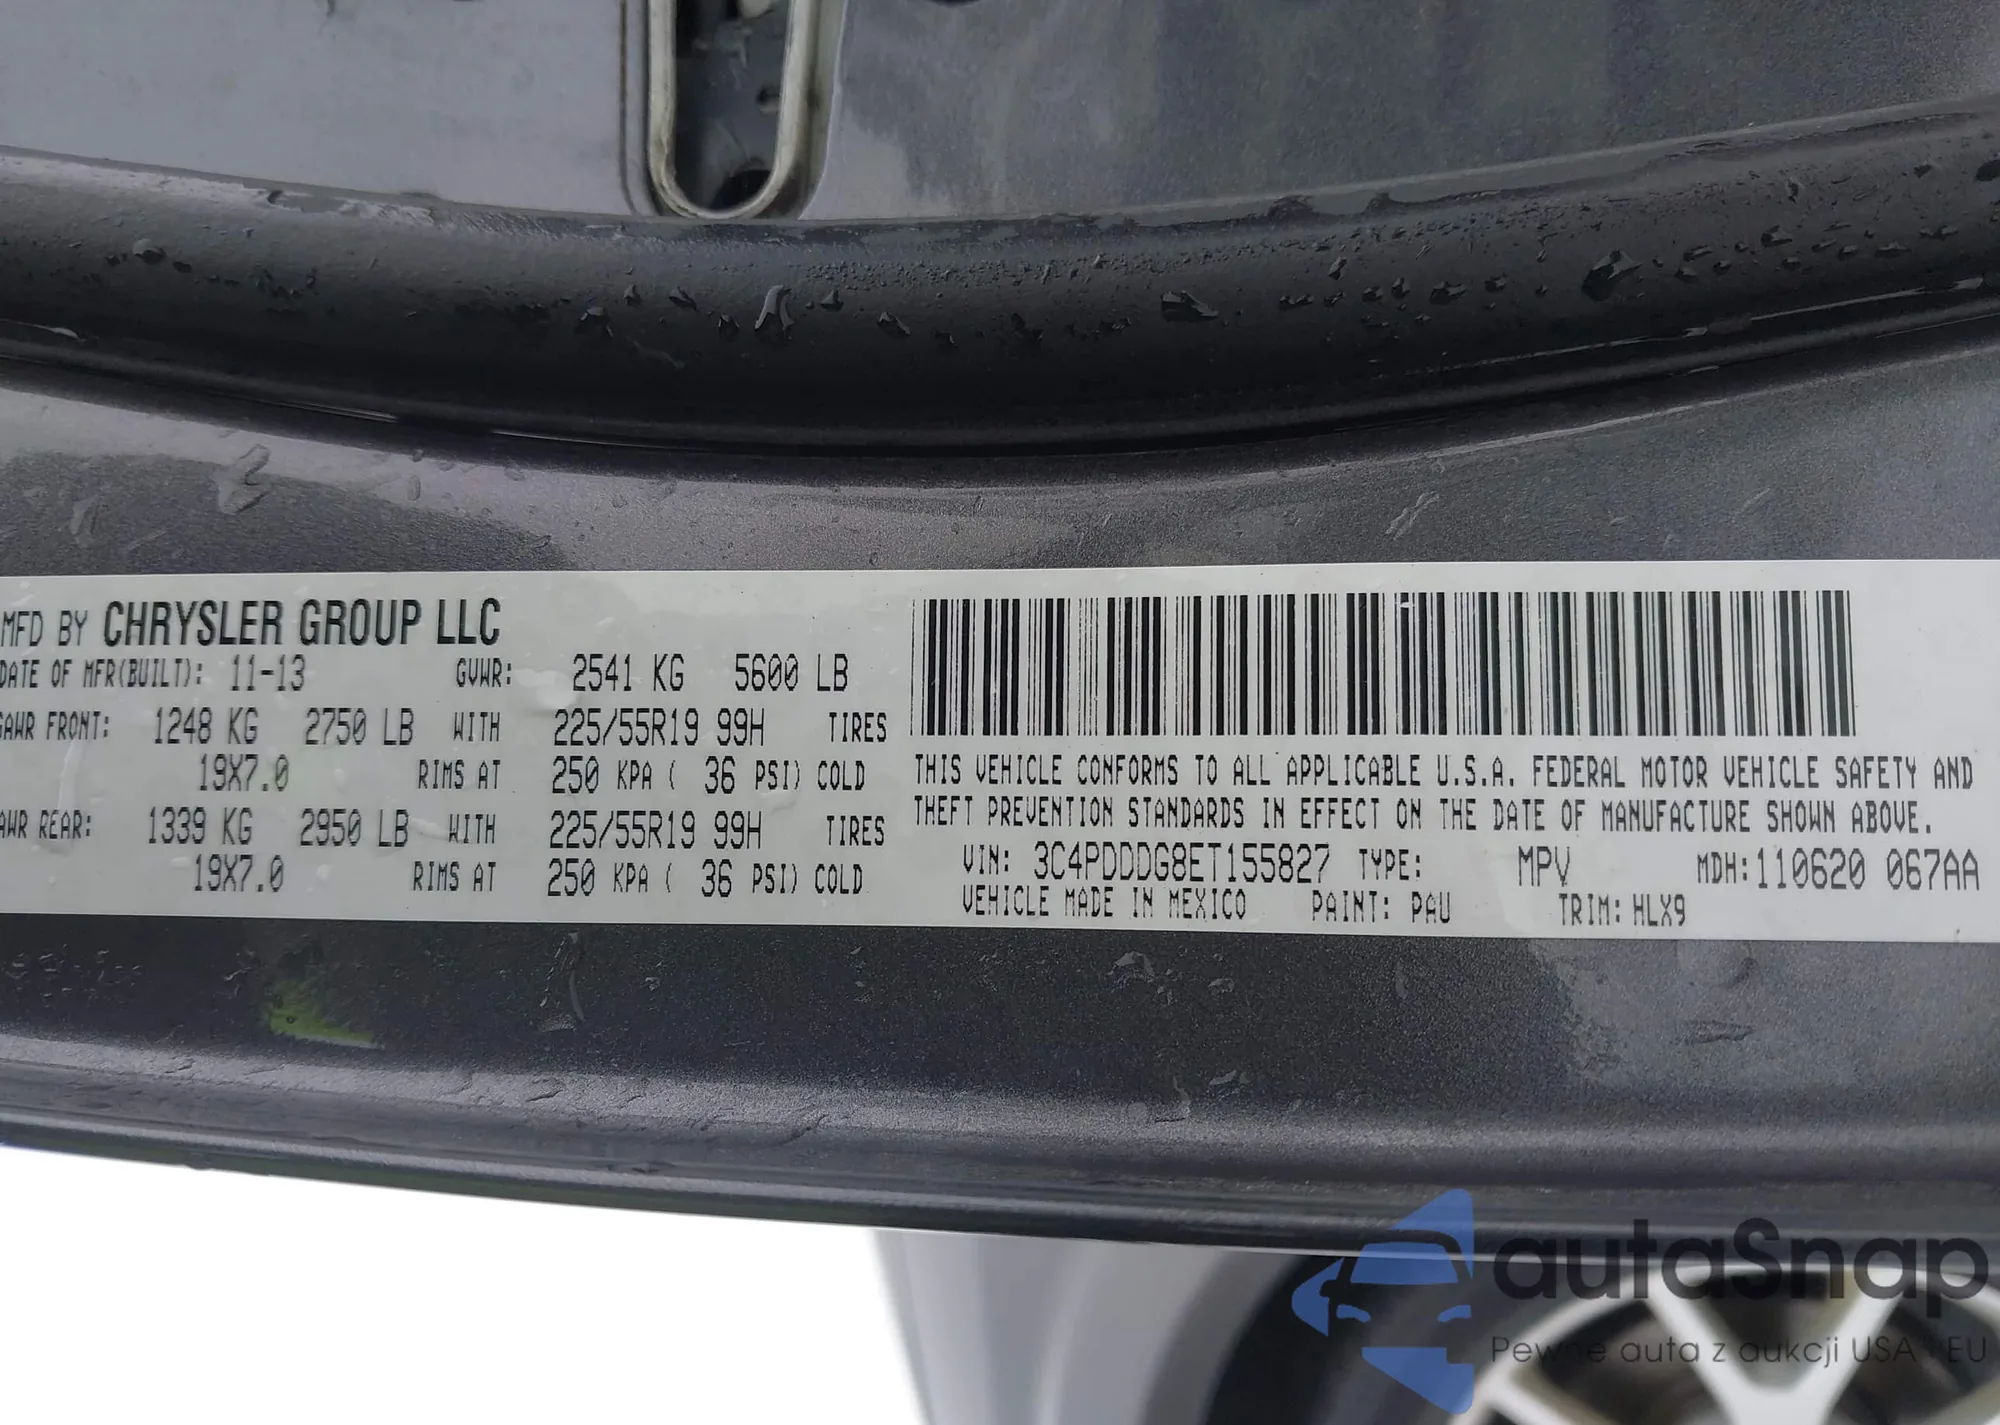 MFD BY CHRYSLER GROUP LLC
DATE OF MFR(BUILT): 11-13 GVWR: 2541 KG 5600 LB
GAWR FRONT: 1248 KG 2750 LB WITH 225/55R19 99H TIRES
19X7.0 RIMS AT 250 KPA ( 36 PSI) COLD
AWR REAR: 1339 KG 2950 LB WITH 225/55R19 99H TIRES
19X7.0 RIMS AT 250 KPA ( 36 PSI) COLD
THIS VEHICLE CONFORMS TO ALL APPLICABLE U.S.A. FEDERAL MOTOR VEHICLE SAFETY AND
THEFT PREVENTION STANDARDS IN EFFECT ON THE DATE OF MANUFACTURE SHOWN ABOVE.
VIN: 3C4PDDDG8ET155827 TYPE: MPV MDH:110620 067AA
VEHICLE MADE IN MEXICO PAINT: PAU TRIM: HLX9
autaSnap
Pewne auta z aukcji USA i EU